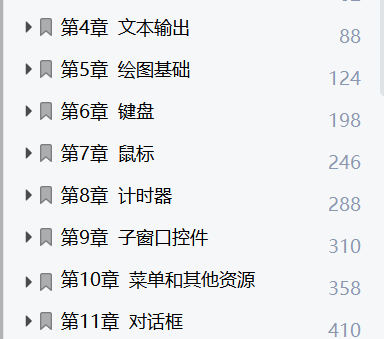 第4章 文本输出 88
第5章 绘图基础 124
第6章 键盘 198
第7章 鼠标 246
第8章 计时器 288
第9章 子窗口控件 310
第10章 菜单和其他资源 358
第11章 对话框 410